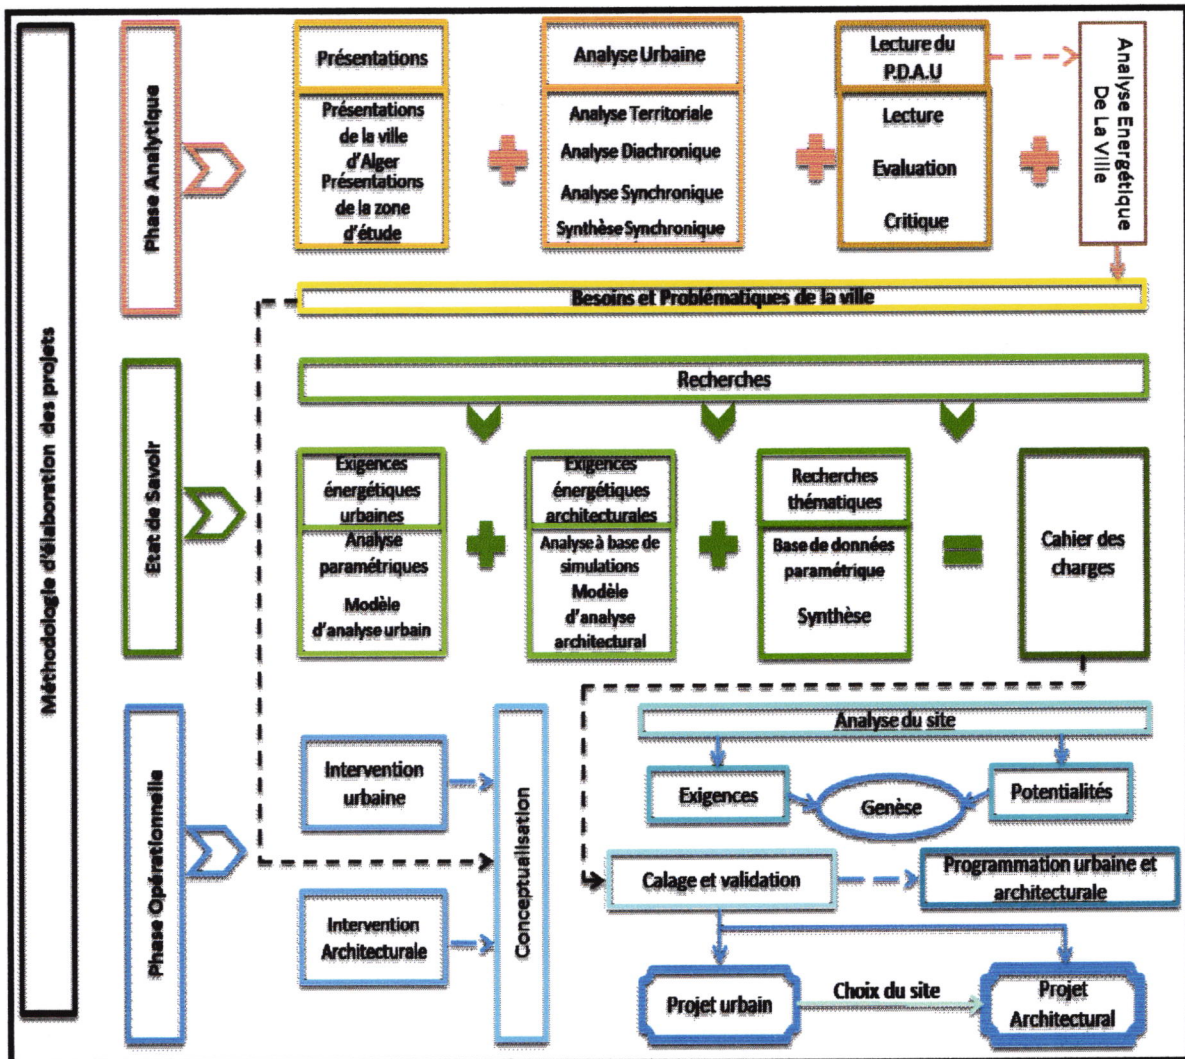 Méthodologie d'élaboration des projets
Phase Analytique
Présentations
Présentations
de la ville
d'Alger
Présentations
de la zone
d'étude
Analyse Urbaine
Analyse Territoriale
Analyse Diachronique
Analyse Synchronique
Synthèse Synchronique
Lecture du
P.D.A.U
Lecture
Evaluation
Critique
Analyse Energétique
De La Ville
Besoins et Problématiques de la ville
Etat de Savoir
Recherches
Exigences
énergétiques
urbaines
Analyse
paramétriques
Modèle
d'analyse urbain
Exigences
énergétiques
architecturales
Analyse à base de
simulations
Modèle
d'analyse
architectural
Recherches
thématiques
Base de données
paramétrique
Synthèse
Cahier des
charges
Phase Opérationnelle
Intervention
urbaine
Intervention
Architecturale
Conceptualisation
Analyse du site
Exigences
Genèse
Potentialités
Calage et validation
Programmation urbaine et
architecturale
Projet urbain
Choix du site
Projet
Architectural